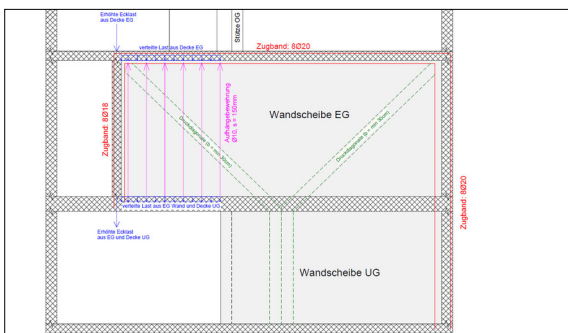 Erhöhte Ecklast
aus Decke EG
verteilte Last aus Decke EG
Stütze OG
Zugband: 8Ø20
Zugband: 8Ø18
Aufhängebewehrung
Ø10, s = 150mm
Druckdiagonale (b = min 30cm)
Wandscheibe EG
Druckdiagonale (b = min 30cm)
verteilte Last aus EG Wand und Decke UG
Erhöhte Ecklast
aus EG und Decke UG
Zugband: 8Ø20
Wandscheibe UG